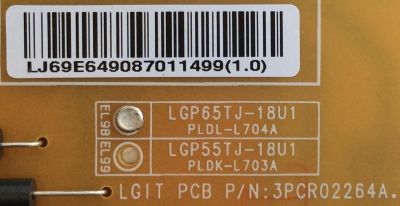 LJ69E649087011499(1.0)
EL98 LGP65TJ-18U1
PLDL-L704A
EL99 LGP55TJ-18U1
PLDK-L703A
LGIT PCB P/N:3PCR02264A.